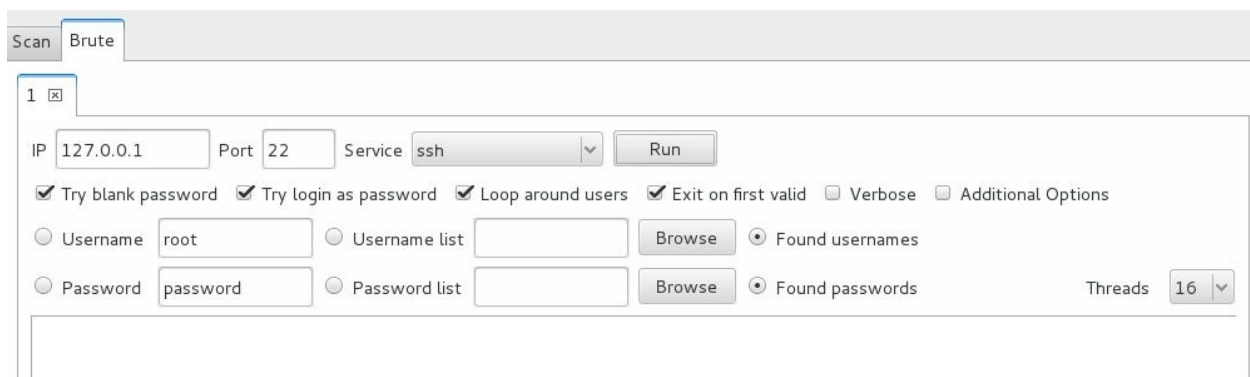 Scan Brute
1
IP 127.0.0.1 Port 22 Service ssh Run
Try blank password Try login as password Loop around users Exit on first valid Verbose Additional Options
Username root Username list Browse Found usernames
Password password Password list Browse Found passwords Threads 16